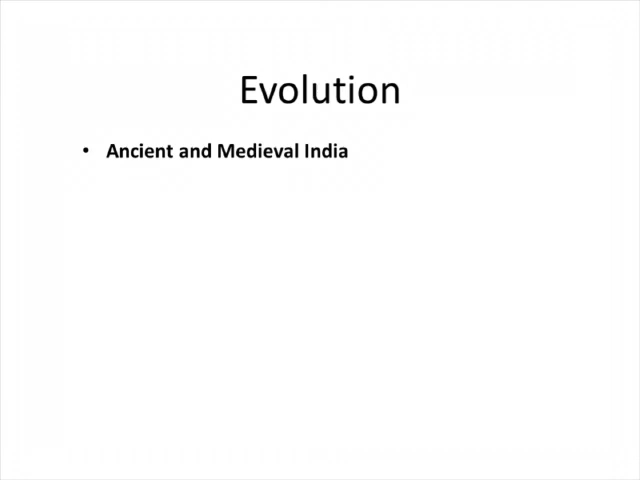 Evolution
• Ancient and Medieval India